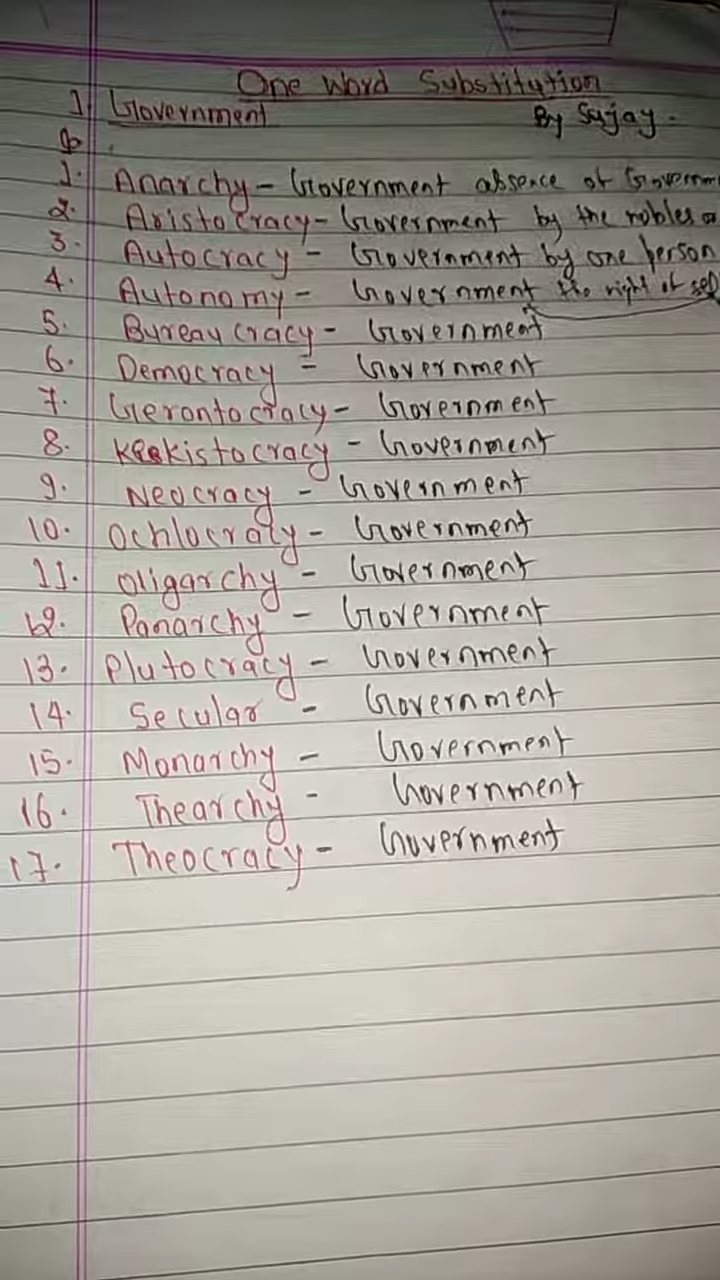 One Word Substitution
1. Government
By Sujay.
1. Anarchy - Government absence of Governm
2. Aristocracy - Government by the nobles
3. Autocracy - Government by one person
4. Autonomy - Government the right of self
5. Bureaucracy - Government
6. Democracy - Government
7. Gerontocracy - Government
8. Kakistocracy - Government
9. Neocracy - Government
10. Ochlocraty - Government
11. Oligarchy - Government
12. Panarchy - Government
13. Plutocracy - Government
14. Secular - Government
15. Monarchy - Government
16. Thearchy - Government
17. Theocracy - Government